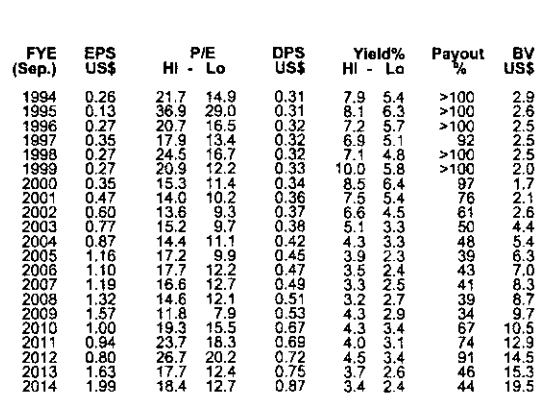 FYE EPS P/E DPS Yield% Payout BV
(Sep.) US$ Hi - Lo US$ Hi - Lo % US$
1994 0.26 21.7 14.9 0.31 7.9 5.4 >100 2.9
1995 0.13 36.9 29.0 0.31 8.1 6.3 >100 2.6
1996 0.27 20.7 16.5 0.32 7.2 5.7 >100 2.5
1997 0.35 17.9 13.4 0.32 6.9 5.1 92 2.5
1998 0.27 24.5 16.7 0.32 7.1 4.8 >100 2.5
1999 0.27 20.9 12.2 0.33 10.0 5.8 >100 2.0
2000 0.35 15.3 11.4 0.34 8.5 6.4 97 1.7
2001 0.47 14.0 10.2 0.36 7.5 5.4 76 2.1
2002 0.60 13.6 9.3 0.37 6.6 4.5 61 2.6
2003 0.77 15.2 9.7 0.38 5.1 3.3 50 4.4
2004 0.87 14.4 11.1 0.42 4.3 3.3 48 5.4
2005 1.16 17.2 9.9 0.45 3.9 2.3 39 6.3
2006 1.10 17.7 12.2 0.47 3.5 2.4 43 7.0
2007 1.19 16.6 12.7 0.49 3.3 2.5 41 8.3
2008 1.32 14.6 12.1 0.51 3.2 2.7 39 8.7
2009 1.57 11.8 7.9 0.53 4.3 2.9 34 9.7
2010 1.00 19.3 15.5 0.67 4.3 3.4 67 10.5
2011 0.94 23.7 18.3 0.69 4.0 3.1 74 12.9
2012 0.80 26.7 20.2 0.72 4.5 3.4 91 14.5
2013 1.63 17.7 12.4 0.75 3.7 2.6 46 15.3
2014 1.99 18.4 12.7 0.87 3.4 2.4 44 19.5